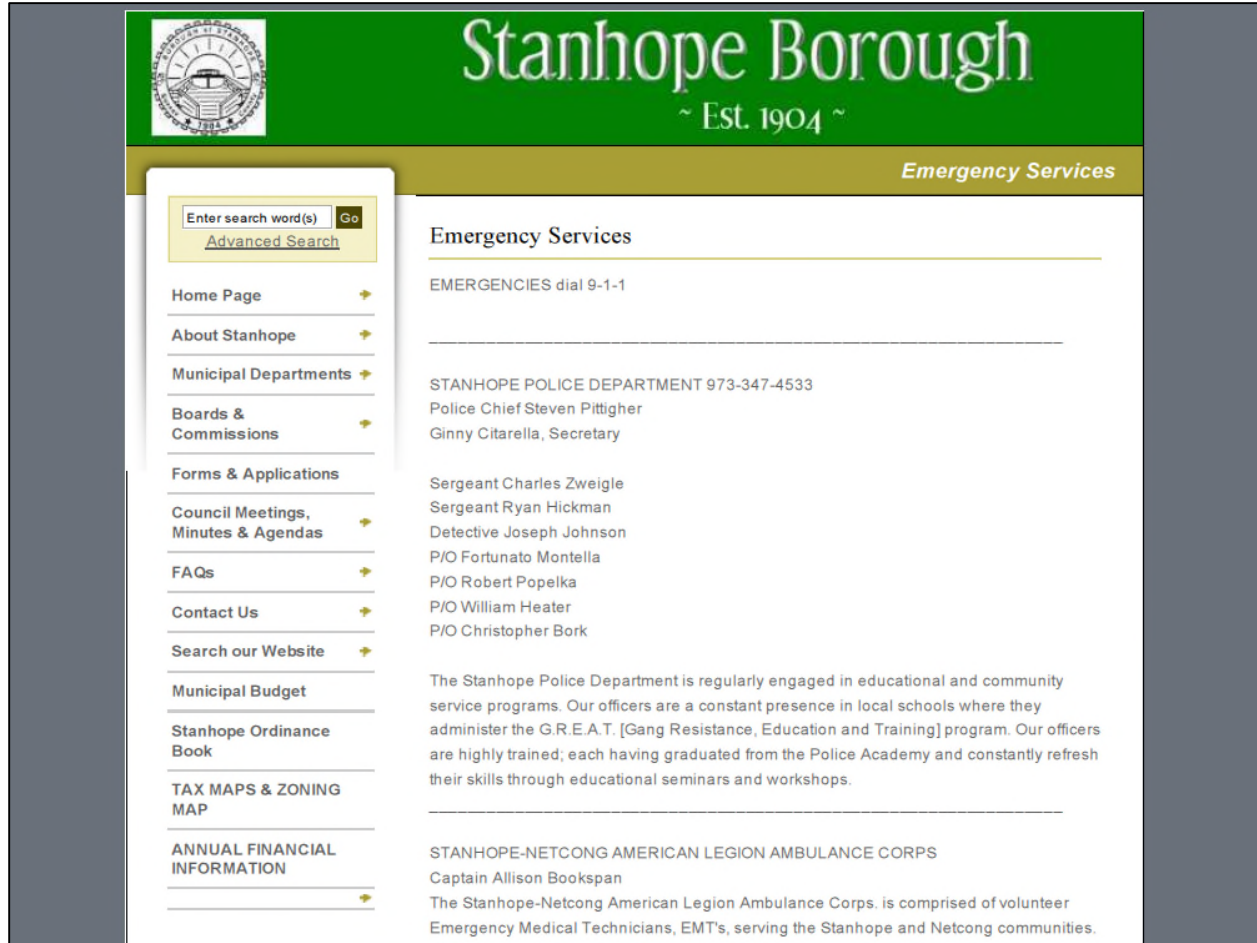 BOROUGH OF STANHOPE
1904
Stanhope Borough
~ Est. 1904 ~
Emergency Services
Enter search word(s) Go
Advanced Search
Home Page
About Stanhope
Municipal Departments
Boards &
Commissions
Forms & Applications
Council Meetings,
Minutes & Agendas
FAQs
Contact Us
Search our Website
Municipal Budget
Stanhope Ordinance
Book
TAX MAPS & ZONING
MAP
ANNUAL FINANCIAL
INFORMATION
Emergency Services
EMERGENCIES dial 9-1-1
STANHOPE POLICE DEPARTMENT 973-347-4533
Police Chief Steven Pittigher
Ginny Citarella, Secretary
Sergeant Charles Zweigle
Sergeant Ryan Hickman
Detective Joseph Johnson
P/O Fortunato Montella
P/O Robert Popelka
P/O William Heater
P/O Christopher Bork
The Stanhope Police Department is regularly engaged in educational and community
service programs. Our officers are a constant presence in local schools where they
administer the G.R.E.A.T. [Gang Resistance, Education and Training] program. Our officers
are highly trained; each having graduated from the Police Academy and constantly refresh
their skills through educational seminars and workshops.
STANHOPE-NETCONG AMERICAN LEGION AMBULANCE CORPS
Captain Allison Bookspan
The Stanhope-Netcong American Legion Ambulance Corps. is comprised of volunteer
Emergency Medical Technicians, EMT's, serving the Stanhope and Netcong communities.